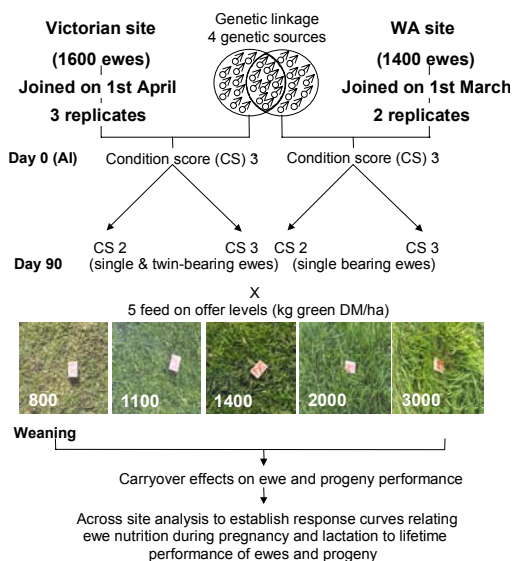 Victorian site
(1600 ewes)
Joined on 1st April
3 replicates
Genetic linkage
4 genetic sources
WA site
(1400 ewes)
Joined on 1st March
2 replicates
Day 0 (AI)
Condition score (CS) 3
Condition score (CS) 3
Day 90
CS 2
CS 3
(single & twin-bearing ewes)
CS 2
CS 3
(single bearing ewes)
X
5 feed on offer levels (kg green DM/ha)
800
1100
1400
2000
3000
Weaning
Carryover effects on ewe and progeny performance
Across site analysis to establish response curves relating
ewe nutrition during pregnancy and lactation to lifetime
performance of ewes and progeny